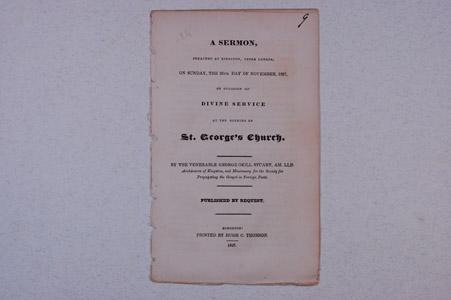 9
A SERMON,
PREACHED AT KINGSTON, UPPER CANADA,
ON SUNDAY, THE 25th DAY OF NOVEMBER, 1827,
ON OCCASION OF
DIVINE SERVICE
AT THE OPENING OF
St. George's Church.
BY THE VENERABLE GEORGE OKILL STUART, AM. LLD.
Archdeacon of Kingston, and Missionary for the Society for
Propagating the Gospel in Foreign Parts.
PUBLISHED BY REQUEST.
KINGSTON:
PRINTED BY HUGH C. THOMSON.
1827.